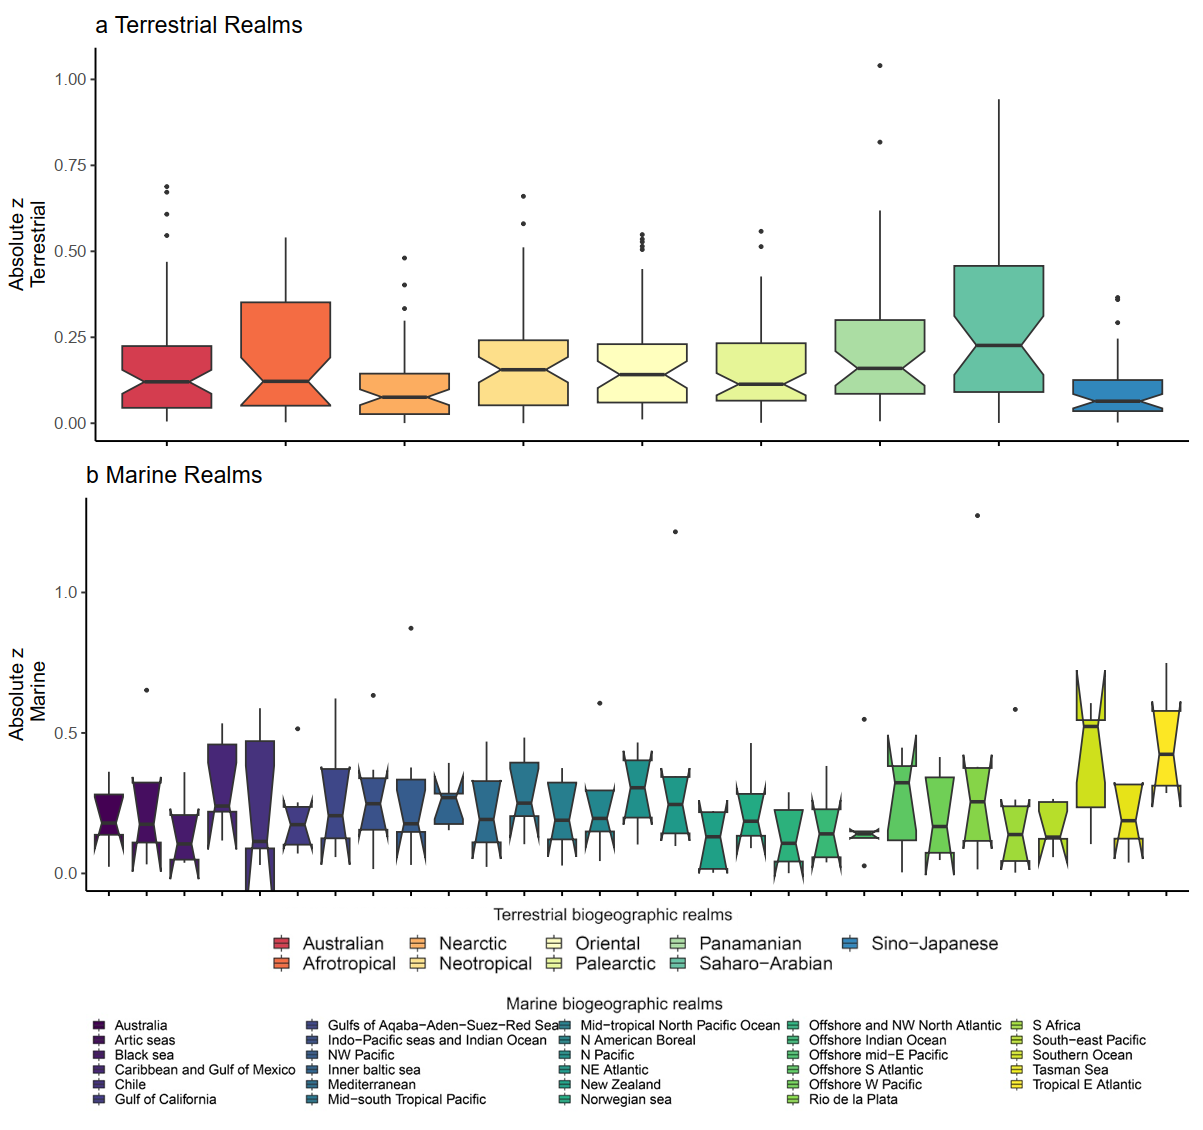 a Terrestrial Realms
1.00
0.75
0.50
0.25
0.00
Absolute z
Terrestrial
b Marine Realms
1.0
0.5
0.0
Absolute z
Marine
Terrestrial biogeographic realms
Australian Nearctic Oriental Panamanian Sino−Japanese
Afrotropical Neotropical Palearctic Saharo−Arabian
Marine biogeographic realms
Australia Gulfs of Aqaba−Aden−Suez−Red Sea Mid−tropical North Pacific Ocean Offshore and NW North Atlantic S Africa
Artic seas Indo−Pacific seas and Indian Ocean N American Boreal Offshore Indian Ocean South−east Pacific
Black sea NW Pacific N Pacific Offshore mid−E Pacific Southern Ocean
Caribbean and Gulf of Mexico Inner baltic sea NE Atlantic Offshore S Atlantic Tasman Sea
Chile Mediterranean New Zealand Offshore W Pacific Tropical E Atlantic
Gulf of California Mid−south Tropical Pacific Norwegian sea Rio de la Plata